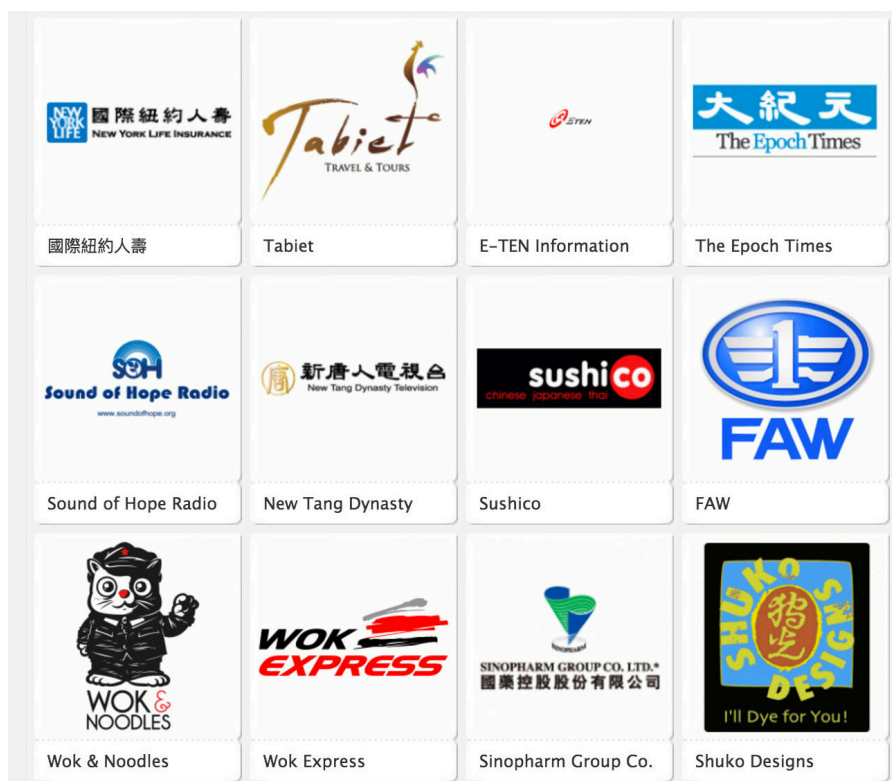 NEW YORK LIFE
國際紐約人壽
NEW YORK LIFE INSURANCE
Tabiet
TRAVEL & TOURS
E-TEN
大紀元
The Epoch Times
國際紐約人壽
Tabiet
E-TEN Information
The Epoch Times
SOH
Sound of Hope Radio
www.soundofhope.org
唐
新唐人電視台
New Tang Dynasty Television
sushico
chinese japanese thai
1
FAW
Sound of Hope Radio
New Tang Dynasty
Sushico
FAW
WOK &
NOODLES
WOK
EXPRESS
SINOPHARM
SINOPHARM GROUP CO. LTD.*
國藥控股股份有限公司
SHUKO DESIGNS
I'll Dye for You!
Wok & Noodles
Wok Express
Sinopharm Group Co.
Shuko Designs